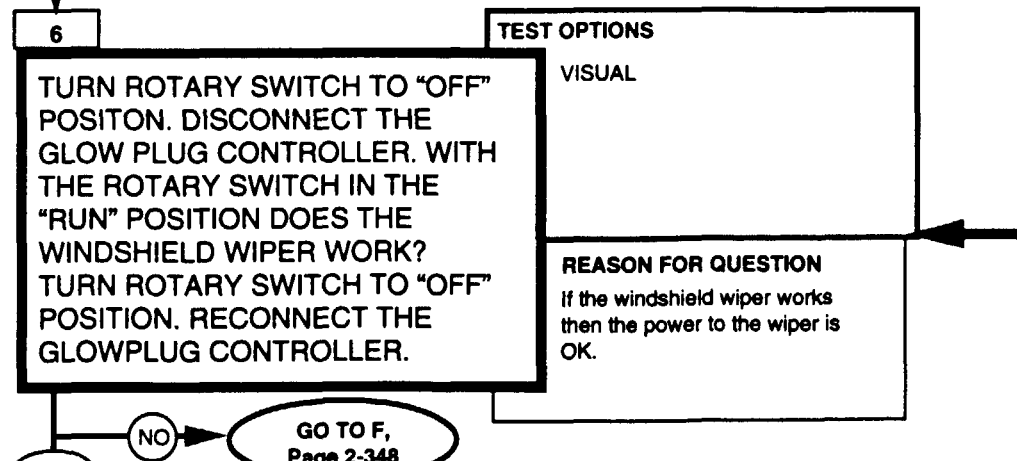 6
TURN ROTARY SWITCH TO “OFF”
POSITON. DISCONNECT THE
GLOW PLUG CONTROLLER. WITH
THE ROTARY SWITCH IN THE
“RUN” POSITION DOES THE
WINDSHIELD WIPER WORK?
TURN ROTARY SWITCH TO “OFF”
POSITION. RECONNECT THE
GLOWPLUG CONTROLLER.
TEST OPTIONS
VISUAL
REASON FOR QUESTION
If the windshield wiper works
then the power to the wiper is
OK.
NO
GO TO F,
Page 2-348